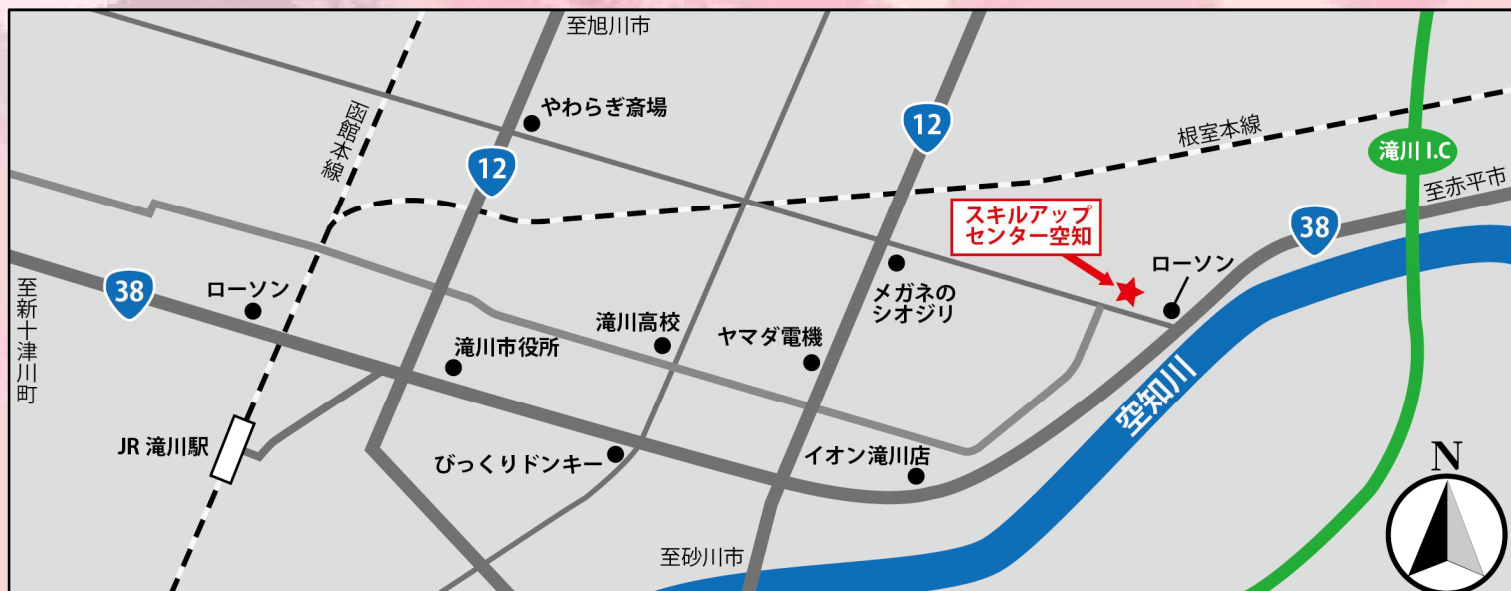 至旭川市
やわらぎ斎場
函館本線
12
12
根室本線
滝川 I.C
至赤平市
スキルアップ
センター空知
38
ローソン
至新十津川町
38
ローソン
メガネの
シオジリ
滝川高校
ヤマダ電機
滝川市役所
空知川
JR 滝川駅
びっくりドンキー
イオン滝川店
N
至砂川市